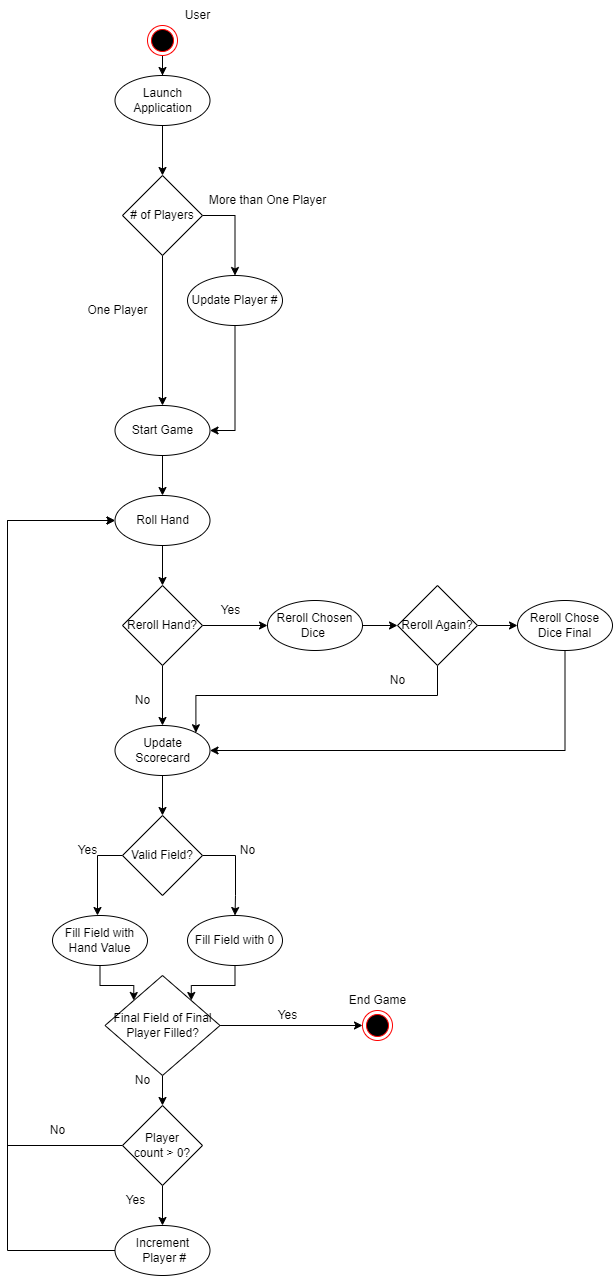 User
Launch
Application
# of Players
More than One Player
Update Player #
One Player
Start Game
Roll Hand
Reroll Hand?
Yes
Reroll Chosen
Dice
Reroll Again?
Reroll Chose
Dice Final
No
No
Update
Scorecard
Valid Field?
Yes
No
Fill Field with
Hand Value
Fill Field with 0
Final Field of Final
Player Filled?
Yes
End Game
No
Player
count > 0?
No
Yes
Increment
Player #